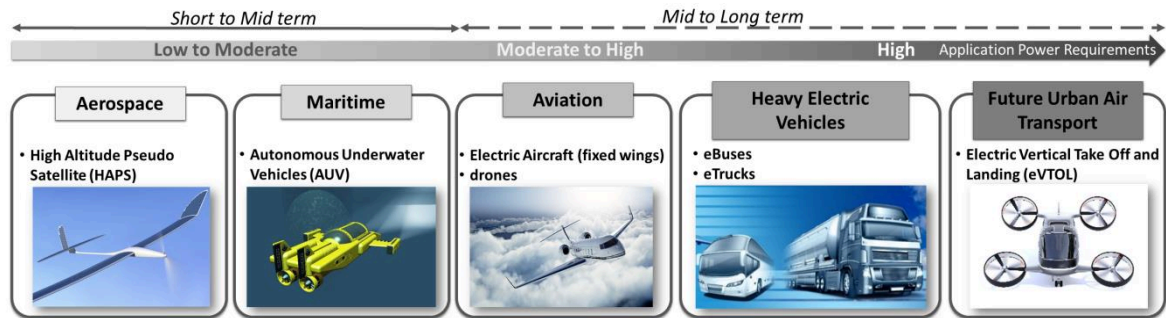 Short to Mid term
Mid to Long term
Low to Moderate
Moderate to High
High
Application Power Requirements
Aerospace
• High Altitude Pseudo
Satellite (HAPS)
Maritime
• Autonomous Underwater
Vehicles (AUV)
Aviation
• Electric Aircraft (fixed wings)
• drones
Heavy Electric
Vehicles
• eBuses
• eTrucks
Future Urban Air
Transport
• Electric Vertical Take Off and
Landing (eVTOL)